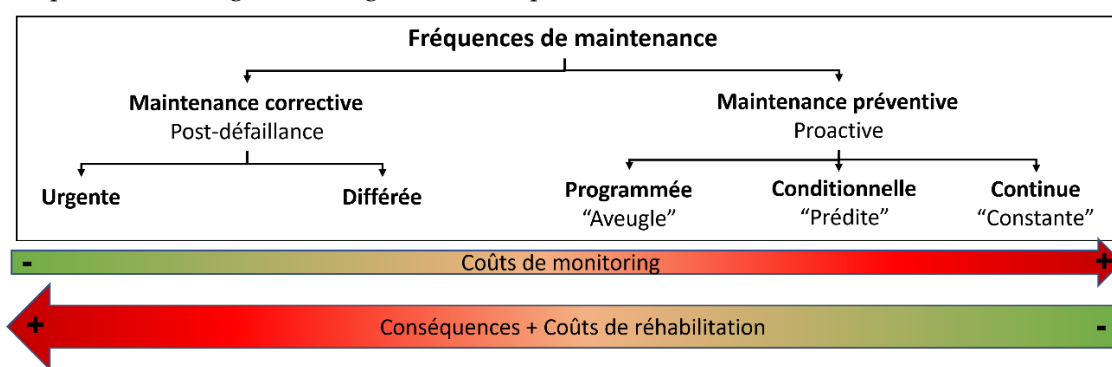 Fréquences de maintenance
Maintenance corrective
Post-défaillance
Maintenance préventive
Proactive
Urgente
Différée
Programmée
“Aveugle”
Conditionnelle
“Prédite”
Continue
“Constante”
- Coûts de monitoring +
+ Conséquences + Coûts de réhabilitation -